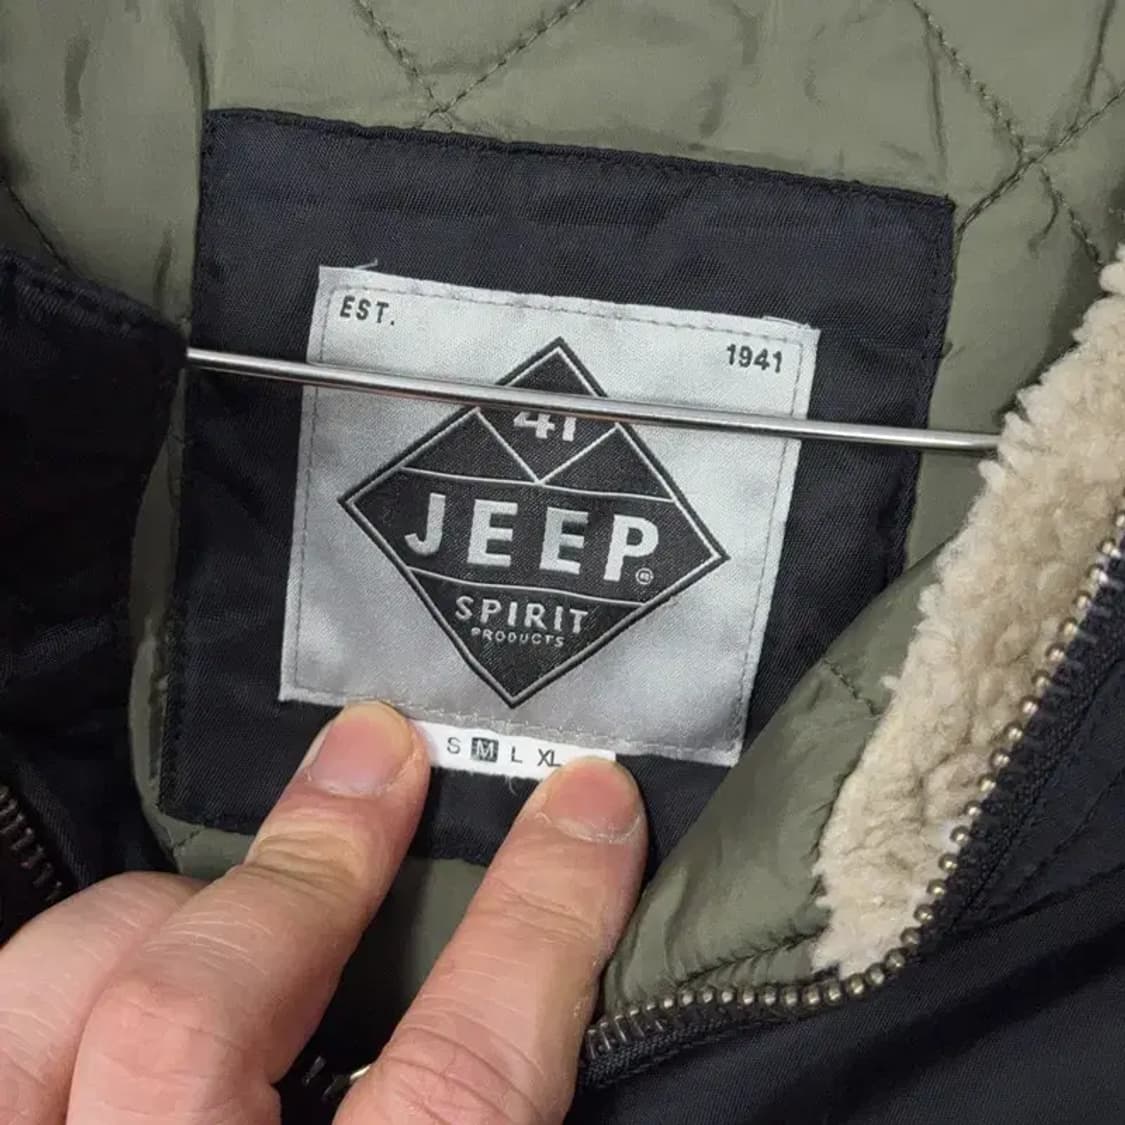 EST.
1941
41
JEEP®
SPIRIT
PRODUCTS
S M L XL